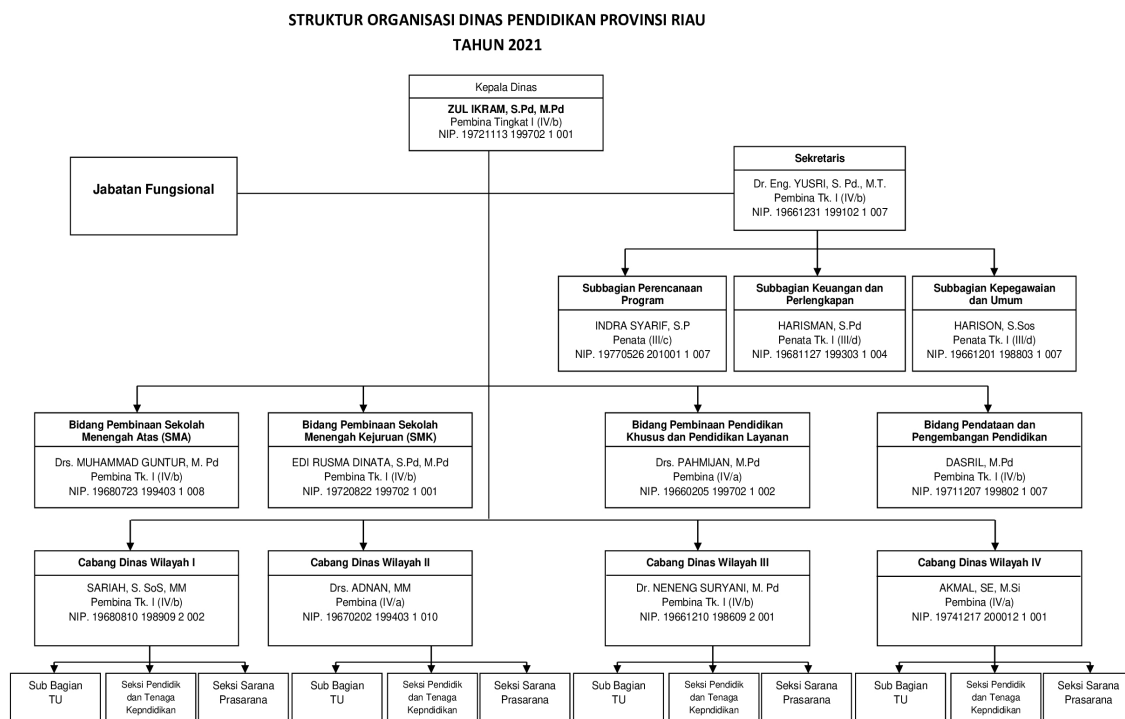 STRUKTUR ORGANISASI DINAS PENDIDIKAN PROVINSI RIAU
TAHUN 2021
Kepala Dinas
ZUL IKRAM, S.Pd, M.Pd
Pembina Tingkat I (IV/b)
NIP. 19721113 199702 1 001
Jabatan Fungsional
Sekretaris
Dr. Eng. YUSRI, S. Pd., M.T.
Pembina Tk. I (IV/b)
NIP. 19661231 199102 1 007
Subbagian Perencanaan
Program
INDRA SYARIF, S.P
Penata (III/c)
NIP. 19770526 201001 1 007
Subbagian Keuangan dan
Perlengkapan
HARISMAN, S.Pd
Penata Tk. I (III/d)
NIP. 19681127 199303 1 004
Subbagian Kepegawaian
dan Umum
HARISON, S.Sos
Penata Tk. I (III/d)
NIP. 19661201 198803 1 007
Bidang Pembinaan Sekolah
Menengah Atas (SMA)
Drs. MUHAMMAD GUNTUR, M. Pd
Pembina Tk. I (IV/b)
NIP. 19680723 199403 1 008
Bidang Pembinaan Sekolah
Menengah Kejuruan (SMK)
EDI RUSMA DINATA, S.Pd, M.Pd
Pembina Tk. I (IV/b)
NIP. 19720822 199702 1 001
Bidang Pembinaan Pendidikan
Khusus dan Pendidikan Layanan
Drs. PAHMIJAN, M.Pd
Pembina (IV/a)
NIP. 19660205 199702 1 002
Bidang Pendataan dan
Pengembangan Pendidikan
DASRIL, M.Pd
Pembina Tk. I (IV/b)
NIP. 19711207 199802 1 007
Cabang Dinas Wilayah I
SARIAH, S. SoS, MM
Pembina Tk. I (IV/b)
NIP. 19680810 198909 2 002
Cabang Dinas Wilayah II
Drs. ADNAN, MM
Pembina (IV/a)
NIP. 19670202 199403 1 010
Cabang Dinas Wilayah III
Dr. NENENG SURYANI, M. Pd
Pembina Tk. I (IV/b)
NIP. 19661210 198609 2 001
Cabang Dinas Wilayah IV
AKMAL, SE, M.Si
Pembina (IV/a)
NIP. 19741217 200012 1 001
Sub Bagian
TU
Seksi Pendidik
dan Tenaga
Kepndidikan
Seksi Sarana
Prasarana
Sub Bagian
TU
Seksi Pendidik
dan Tenaga
Kepndidikan
Seksi Sarana
Prasarana
Sub Bagian
TU
Seksi Pendidik
dan Tenaga
Kepndidikan
Seksi Sarana
Prasarana
Sub Bagian
TU
Seksi Pendidik
dan Tenaga
Kepndidikan
Seksi Sarana
Prasarana